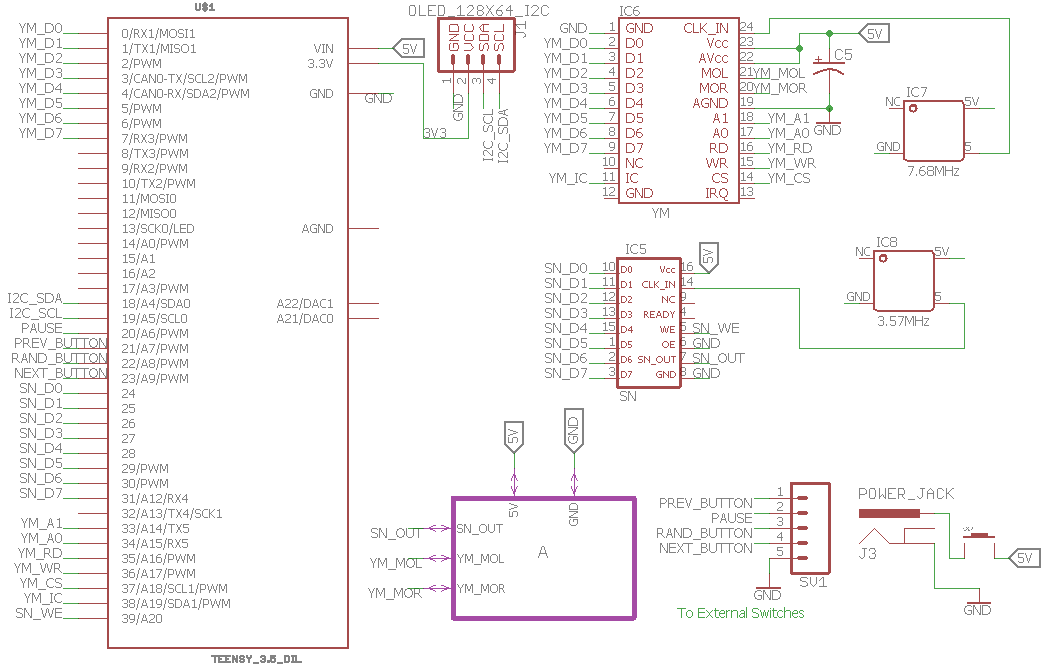 U$1
YM_D0
YM_D1
YM_D2
YM_D3
YM_D4
YM_D5
YM_D6
YM_D7
I2C_SDA
I2C_SCL
PAUSE
PREV_BUTTON
RAND_BUTTON
NEXT_BUTTON
SN_D0
SN_D1
SN_D2
SN_D3
SN_D4
SN_D5
SN_D6
SN_D7
YM_A1
YM_A0
YM_RD
YM_WR
YM_CS
YM_IC
SN_WE
0/RX1/MOSI1
1/TX1/MISO1
2/PWM
3/CAN0-TX/SCL2/PWM
4/CAN0-RX/SDA2/PWM
5/PWM
6/PWM
7/RX3/PWM
8/TX3/PWM
9/RX2/PWM
10/TX2/PWM
11/MOSI0
12/MISO0
13/SCK0/LED
14/A0/PWM
15/A1
16/A2
17/A3/PWM
18/A4/SDA0
19/A5/SCL0
20/A6/PWM
21/A7/PWM
22/A8/PWM
23/A9/PWM
24
25
26
27
28
29/PWM
30/PWM
31/A12/RX4
32/A13/TX4/SCK1
33/A14/TX5
34/A15/RX5
35/A16/PWM
36/A17/PWM
37/A18/SCL1/PWM
38/A19/SDA1/PWM
39/A20
VIN
3.3V
GND
AGND
A22/DAC1
A21/DAC0
TEENSY_3.5_DIL
5V
GND
3V3
OLED_128X64_I2C
J1
GND
VCC
SDA
SCL
1
2
3
4
GND
I2C_SCL
I2C_SDA
IC6
GND 1 GND CLK_IN 24
YM_D0 2 D0 Vcc 23
YM_D1 3 D1 AVcc 22
YM_D2 4 D2 MOL 21 YM_MOL
YM_D3 5 D3 MOR 20 YM_MOR
YM_D4 6 D4 AGND 19
YM_D5 7 D5 A1 18 YM_A1
YM_D6 8 D6 A0 17 YM_A0
YM_D7 9 D7 RD 16 YM_RD
10 NC WR 15 YM_WR
YM_IC 11 IC CS 14 YM_CS
12 GND IRQ 13
YM
5V
+
C5
GND
IC7
NC 5V
GND 5
7.68MHz
IC5
5V
SN_D0 10 D0 Vcc 16
SN_D1 11 D1 CLK_IN 14
SN_D2 12 D2 NC 9
SN_D3 13 D3 READY 4
SN_D4 15 D4 WE 5 SN_WE
SN_D5 1 D5 OE 6 GND
SN_D6 2 D6 SN_OUT 7 SN_OUT
SN_D7 3 D7 GND 8 GND
SN
IC8
NC 5V
GND 5
3.57MHz
5V
GND
5V
GND
SN_OUT SN_OUT
YM_MOL YM_MOL
YM_MOR YM_MOR
A
PREV_BUTTON 1
PAUSE 2
RAND_BUTTON 3
NEXT_BUTTON 4
5
GND
SV1
To External Switches
POWER_JACK
J3
5V
GND